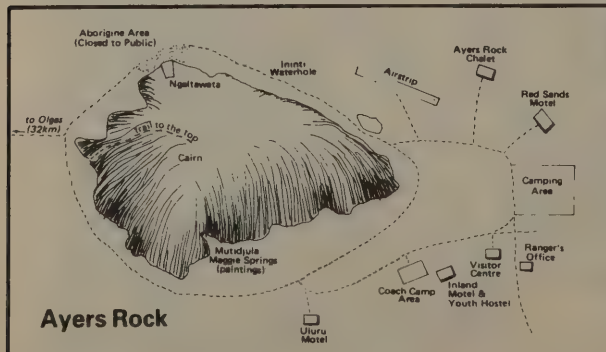 Aborigine Area
(Closed to Public)
Ngaltawata
Ininti
Waterhole
Airstrip
Ayers Rock
Chalet
Red Sands
Motel
to Olgas
(32km)
Trail to the top
Cairn
Camping
Area
Mutidjula
Maggie Springs
(paintings)
Coach Camp
Area
Inland
Motel &
Youth Hostel
Visitor
Centre
Ranger's
Office
Uluru
Motel
Ayers Rock